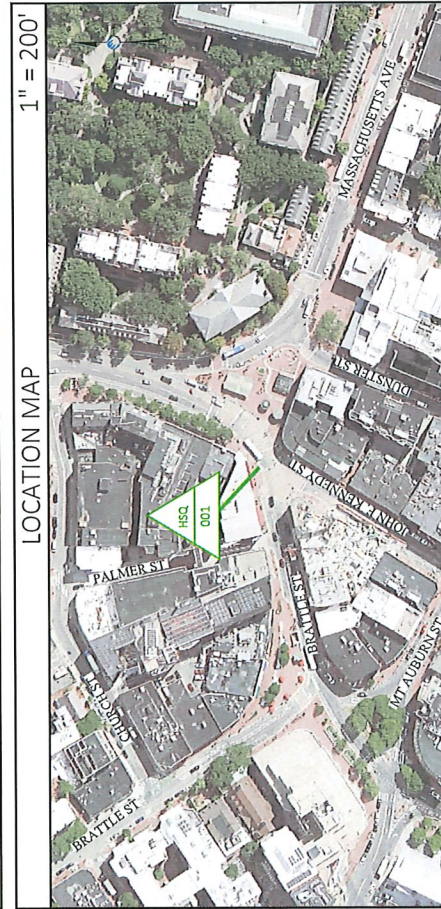 LOCATION MAP
1" = 200'
MASSACHUSETTS AVE
DUNSTER ST
JOHN F. KENNEDY ST
HSQ
001
PALMER ST
BRATTLE ST
MT AUBURN ST
CHURCH ST
BRATTLE ST